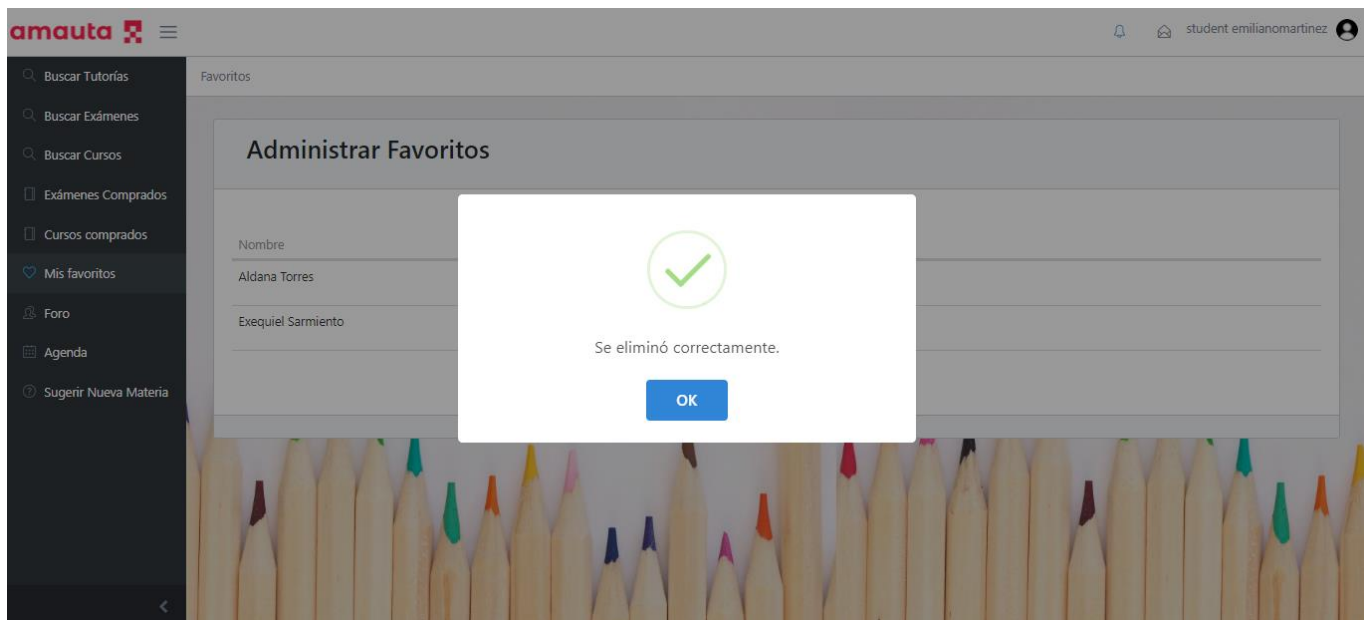 amauta
student emilianomartinez
Buscar Tutorías
Buscar Exámenes
Buscar Cursos
Exámenes Comprados
Cursos comprados
Mis favoritos
Foro
Agenda
Sugerir Nueva Materia
Favoritos
Administrar Favoritos
Nombre
Aldana Torres
Exequiel Sarmiento
Se eliminó correctamente.
OK